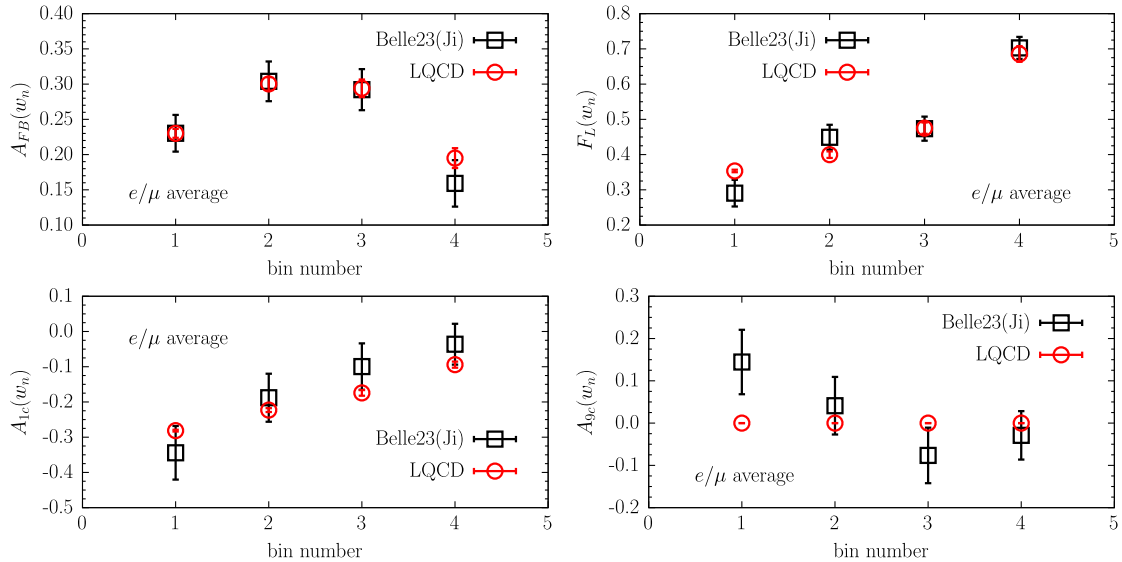 0.40
0.35
0.30
0.25
0.20
0.15
0.10
A_{FB}(w_n)
Belle23(Ji)
LQCD
e/μ average
0 1 2 3 4 5
bin number
0.8
0.7
0.6
0.5
0.4
0.3
0.2
F_L(w_n)
Belle23(Ji)
LQCD
e/μ average
0 1 2 3 4 5
bin number
0.1
0.0
-0.1
-0.2
-0.3
-0.4
-0.5
A_{1c}(w_n)
e/μ average
Belle23(Ji)
LQCD
0 1 2 3 4 5
bin number
0.3
0.2
0.1
0.0
-0.1
-0.2
A_{9c}(w_n)
Belle23(Ji)
LQCD
e/μ average
0 1 2 3 4 5
bin number